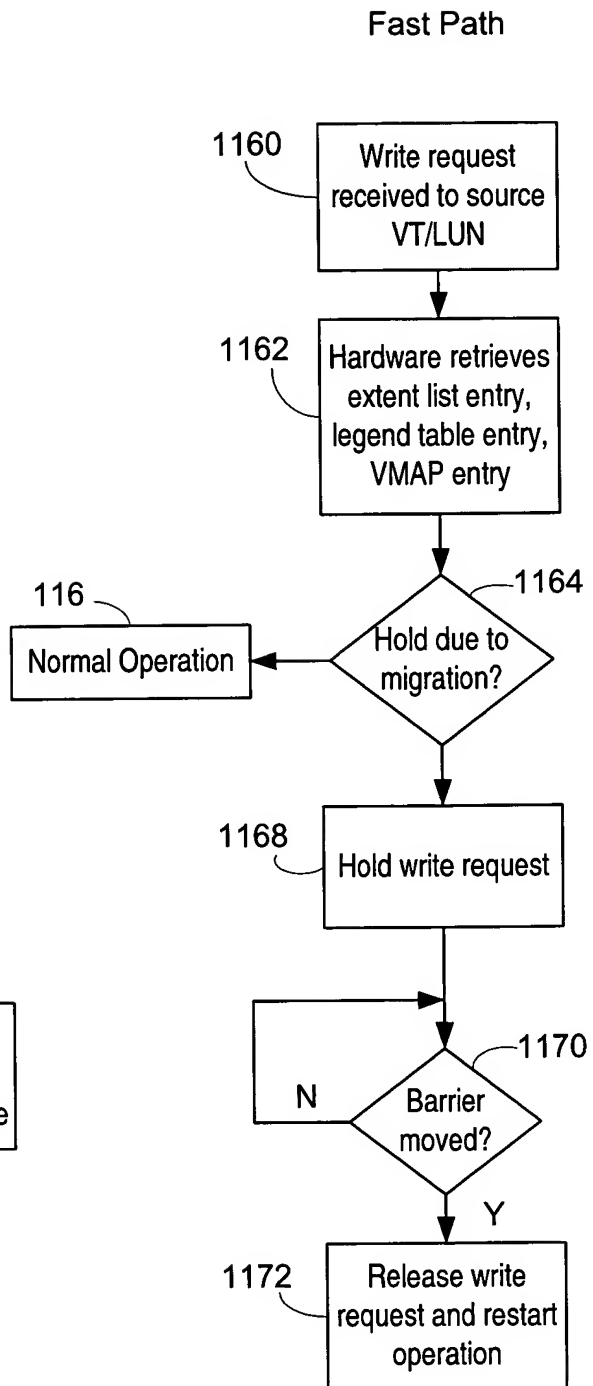 Fast Path
1160
Write request
received to source
VT/LUN
1162
Hardware retrieves
extent list entry,
legend table entry,
VMAP entry
1164
Hold due to
migration?
116
Normal Operation
1168
Hold write request
1170
Barrier
moved?
N
Y
e
1172
Release write
request and restart
operation